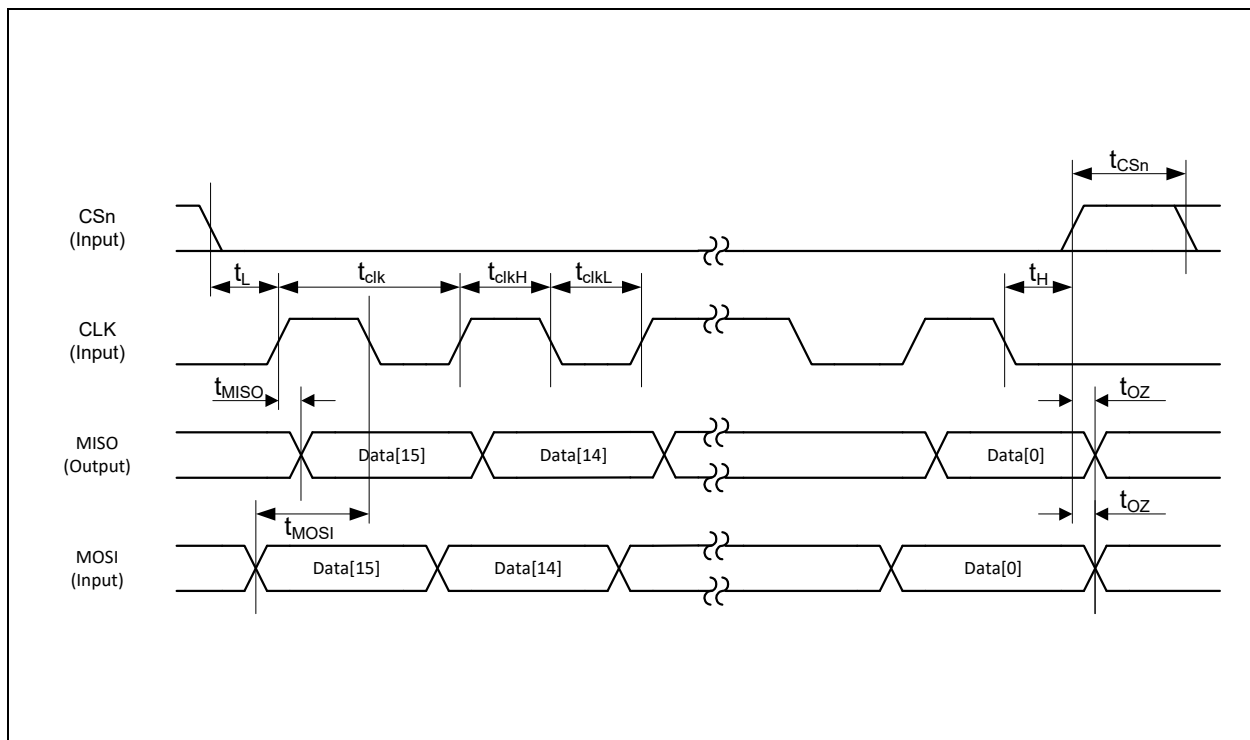 tCSn
CSn
(Input)
tL
tclk
tclkH
tclkL
tH
CLK
(Input)
tMISO
tOZ
MISO
(Output)
Data[15]
Data[14]
Data[0]
tMOSI
tOZ
MOSI
(Input)
Data[15]
Data[14]
Data[0]